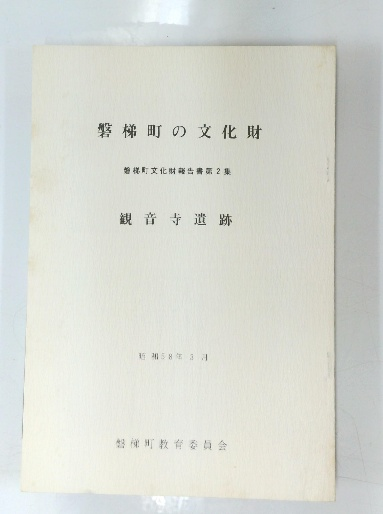 磐梯町の文化財
磐梯町文化財報告書第2集
観音寺遺跡
昭和58年3月
磐梯町教育委員会